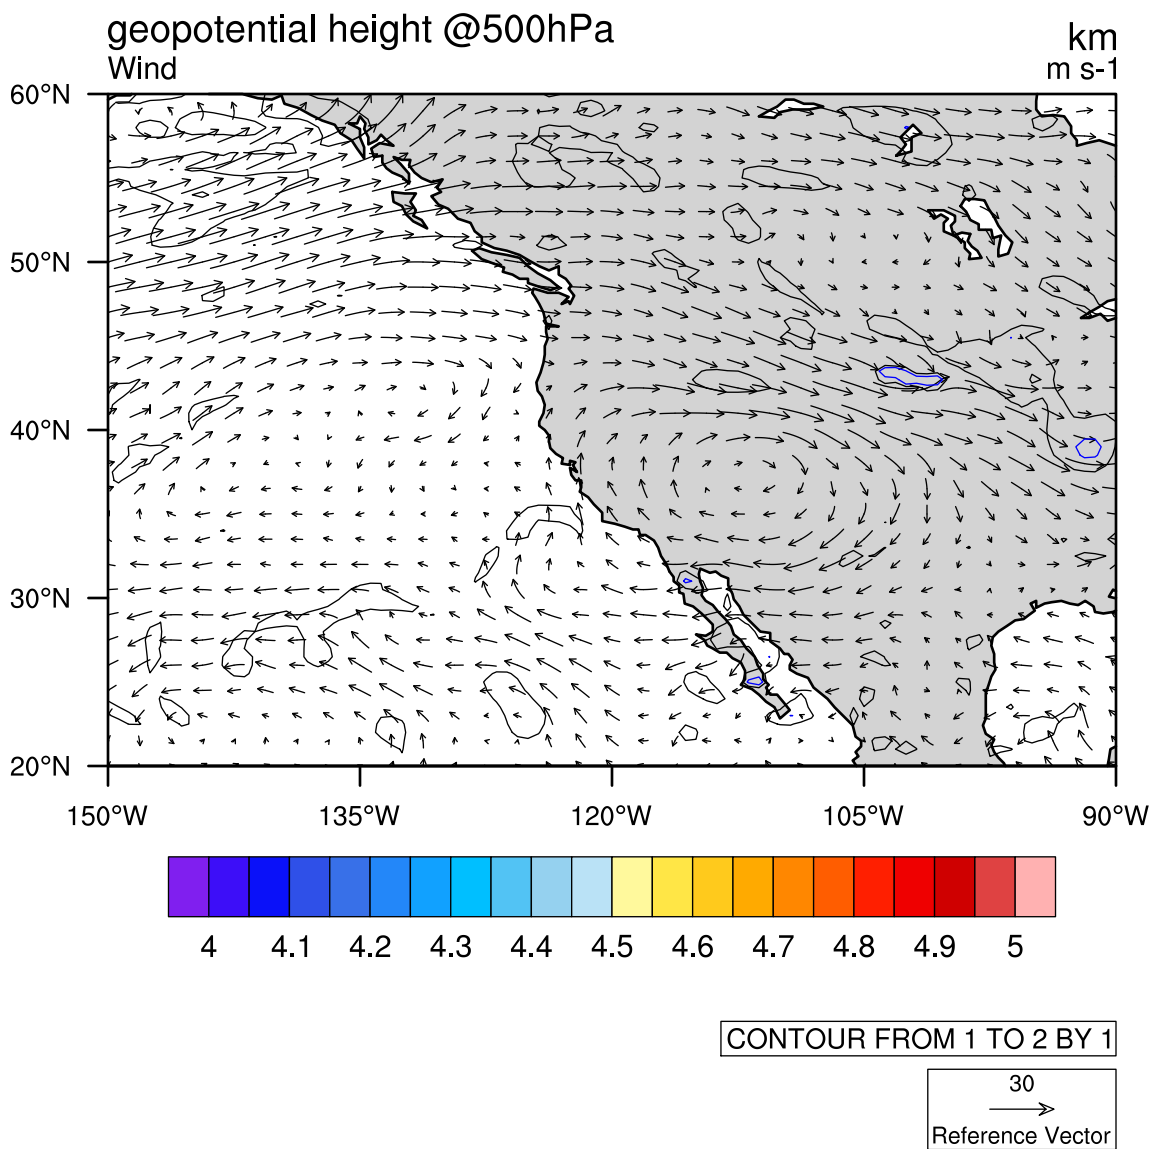 geopotential height @500hPa
km
Wind
m s-1
60°N
50°N
40°N
30°N
20°N
150°W 135°W 120°W 105°W 90°W
4 4.1 4.2 4.3 4.4 4.5 4.6 4.7 4.8 4.9 5
CONTOUR FROM 1 TO 2 BY 1
30
Reference Vector